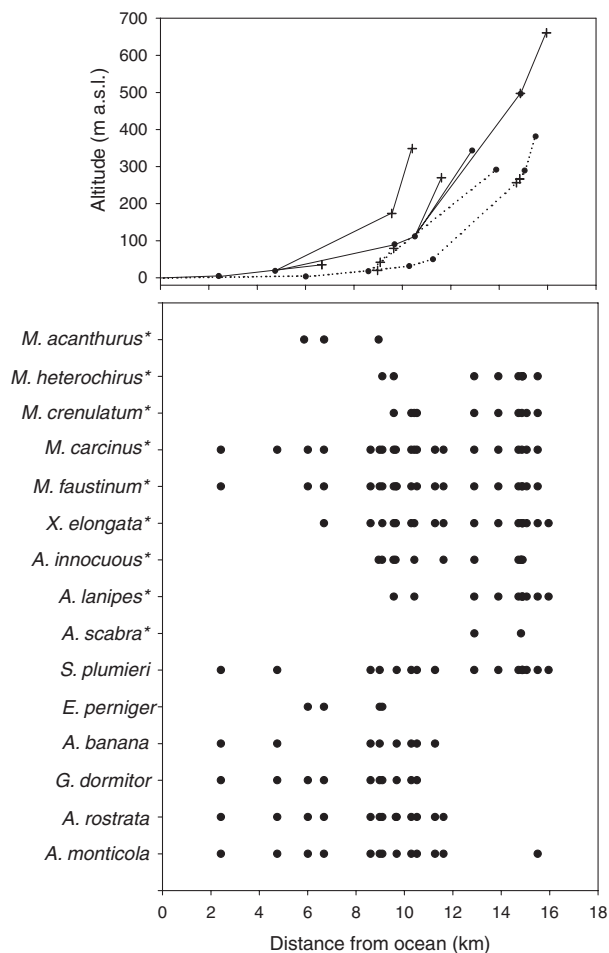 700
600
500
400
300
200
100
0
Altitude (m a.s.l.)
M. acanthurus*
M. heterochirus*
M. crenulatum*
M. carcinus*
M. faustinum*
X. elongata*
A. innocuous*
A. lanipes*
A. scabra*
S. plumieri
E. perniger
A. banana
G. dormitor
A. rostrata
A. monticola
0 2 4 6 8 10 12 14 16 18
Distance from ocean (km)